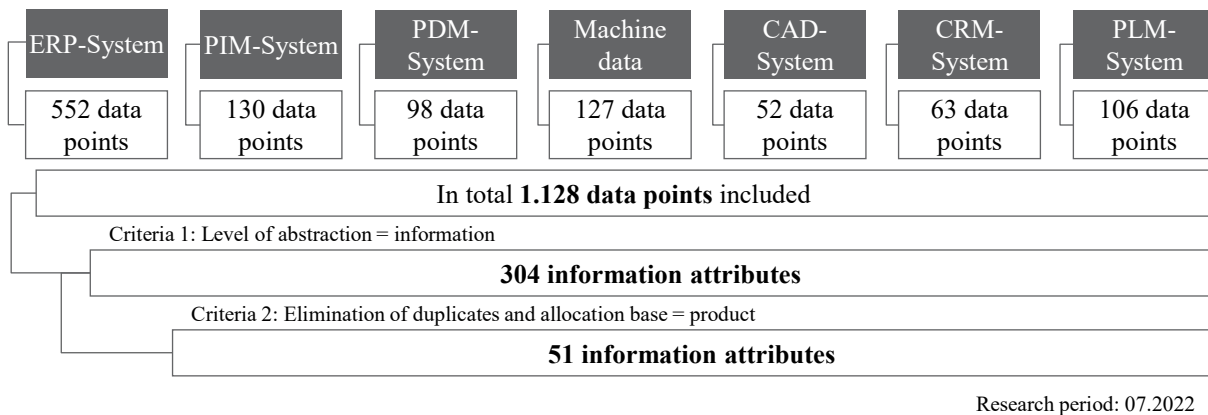 ERP-System
PIM-System
PDM-
System
Machine
data
CAD-
System
CRM-
System
PLM-
System
552 data
points
130 data
points
98 data
points
127 data
points
52 data
points
63 data
points
106 data
points
In total 1.128 data points included
Criteria 1: Level of abstraction = information
304 information attributes
Criteria 2: Elimination of duplicates and allocation base = product
51 information attributes
Research period: 07.2022